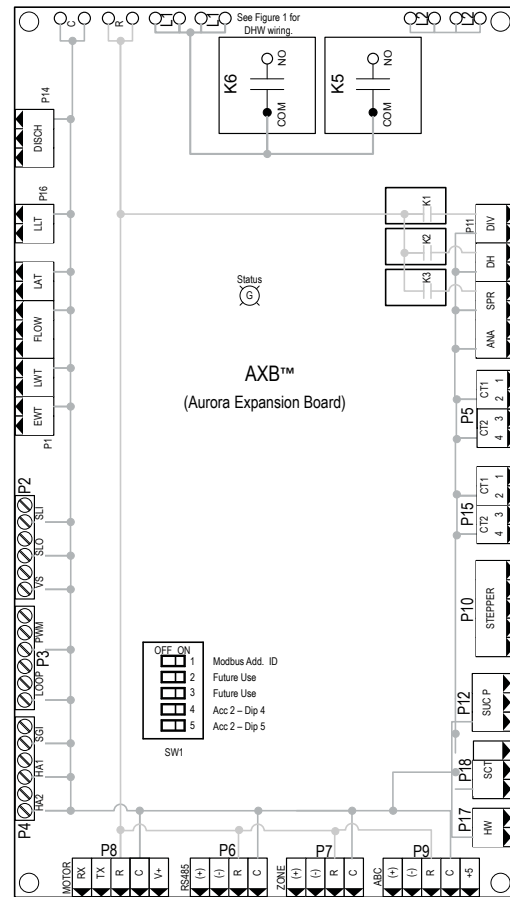 C
R
L1
L1
See Figure 1 for
DHW wiring.
L2
L2
K6
NO
COM
K5
NO
COM
P14
DISCH
P16
LLT
LAT
FLOW
LWT
EWT
P1
K1
K2
K3
P11
DIV
DH
SPR
ANA
Status
G
AXB™
(Aurora Expansion Board)
CT1
1
2
P5
CT2
3
4
P2
SLI
SLO
VS
CT1
1
2
P15
CT2
3
4
P3
PWM
LOOP
P10
STEPPER
OFF ON
1 Modbus Add. ID
2 Future Use
3 Future Use
4 Acc 2 – Dip 4
5 Acc 2 – Dip 5
SW1
P12
SUC P
P4
SGI
HA1
HA2
P18
SCT
P17
HW
P8
MOTOR
RX
TX
R
C
V+
P6
RS485
(+)
(-)
R
C
P7
ZONE
(+)
(-)
R
C
P9
ABC
(+)
(-)
R
C
+5